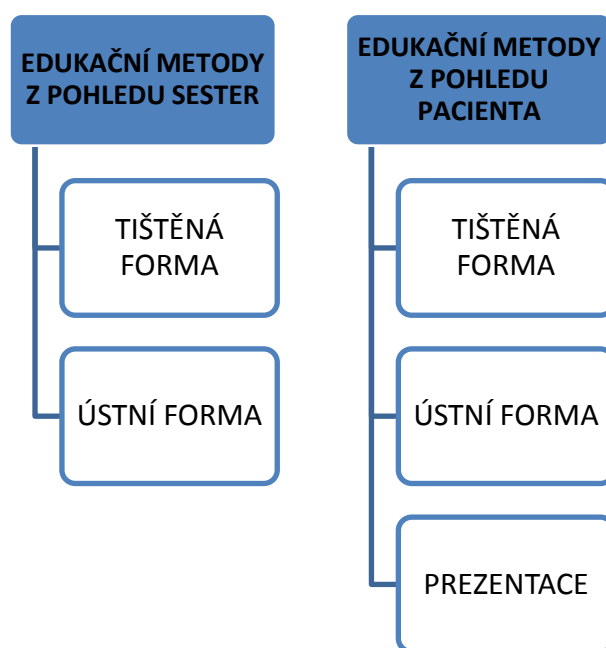 EDUKAČNÍ METODY
Z POHLEDU SESTER
TIŠTĚNÁ
FORMA
ÚSTNÍ FORMA
EDUKAČNÍ METODY
Z POHLEDU
PACIENTA
TIŠTĚNÁ
FORMA
ÚSTNÍ FORMA
PREZENTACE